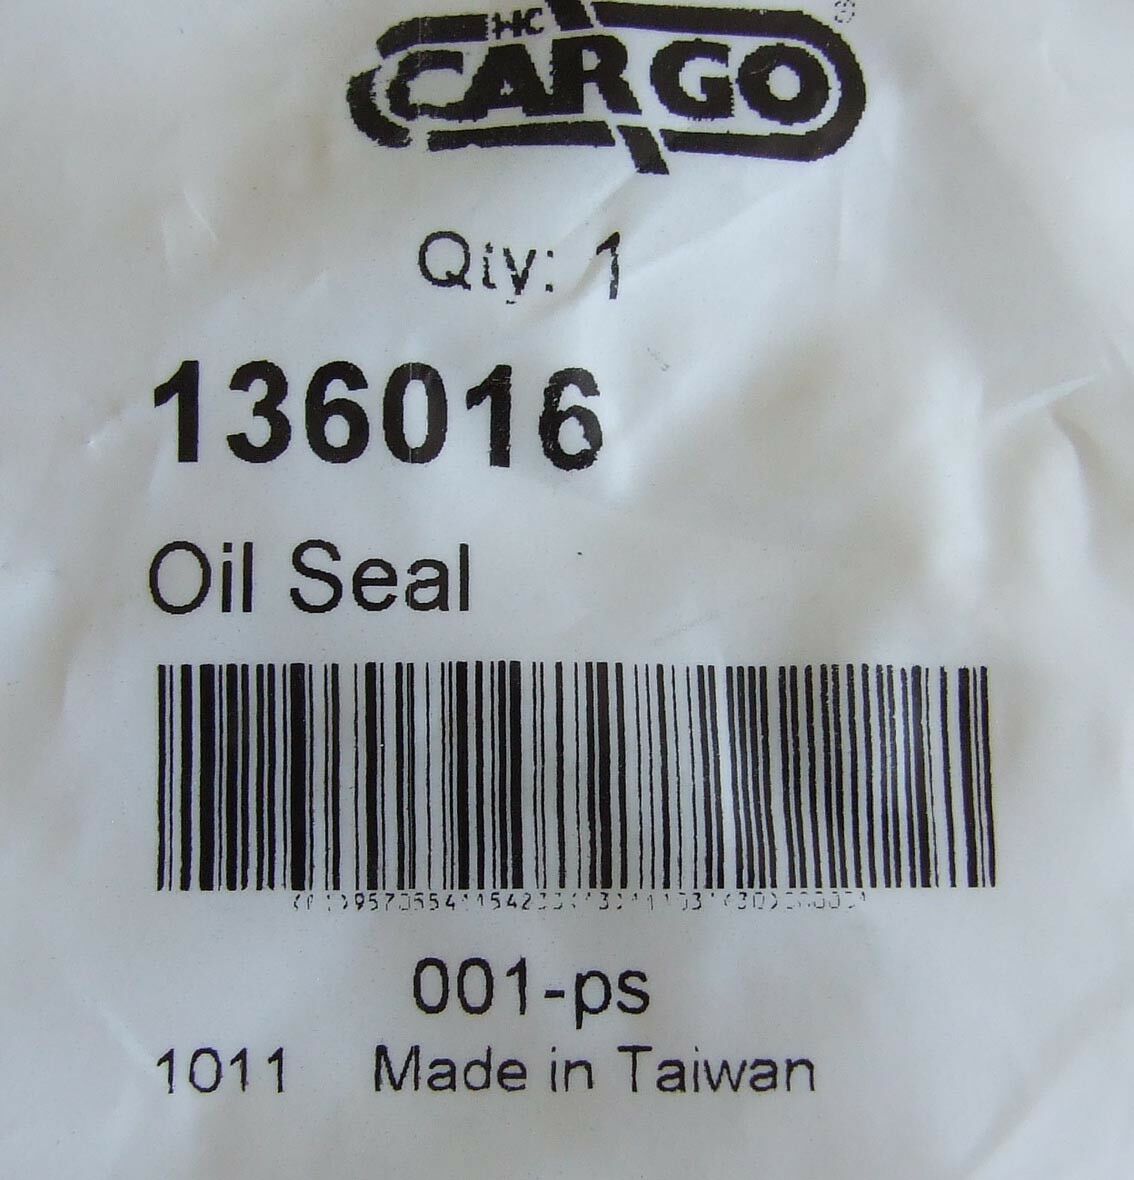 HC
CARGO
Qty: 1
136016
Oil Seal
001-ps
1011 Made in Taiwan